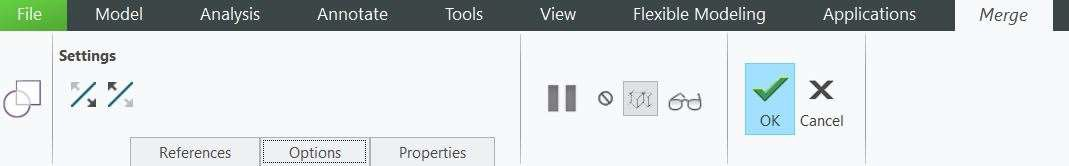 File Model Analysis Annotate Tools View Flexible Modeling Applications Merge
Settings
OK Cancel
References Options Properties